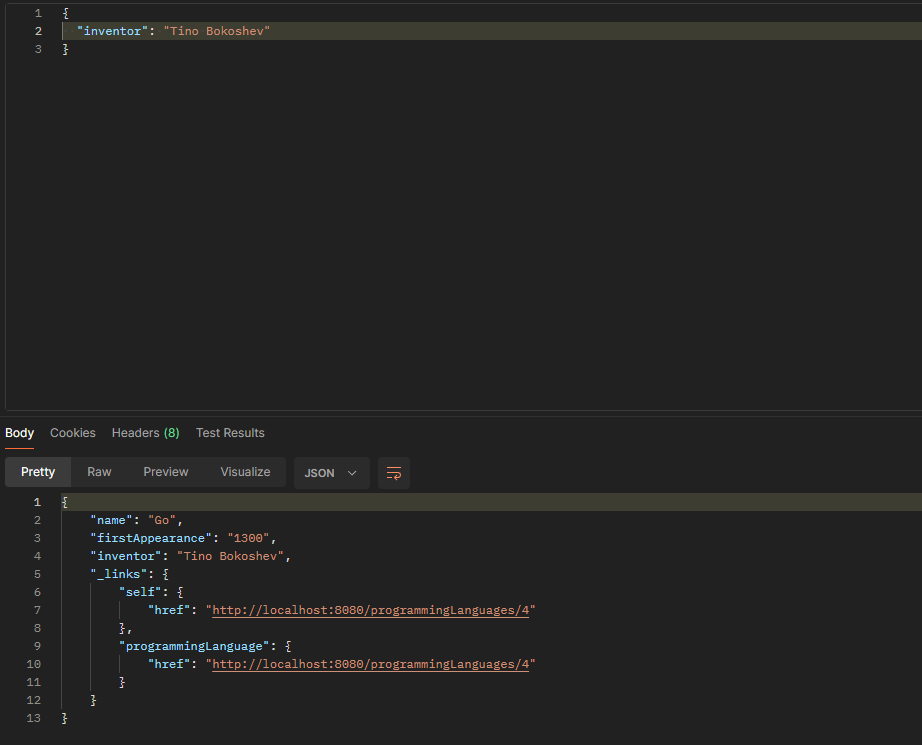 1 {
2 "inventor": "Tino Bokoshev"
3 }
Body Cookies Headers (8) Test Results
Pretty Raw Preview Visualize JSON
1 {
2 "name": "Go",
3 "firstAppearance": "1300",
4 "inventor": "Tino Bokoshev",
5 "_links": {
6 "self": {
7 "href": "http://localhost:8080/programmingLanguages/4"
8 },
9 "programmingLanguage": {
10 "href": "http://localhost:8080/programmingLanguages/4"
11 }
12 }
13 }